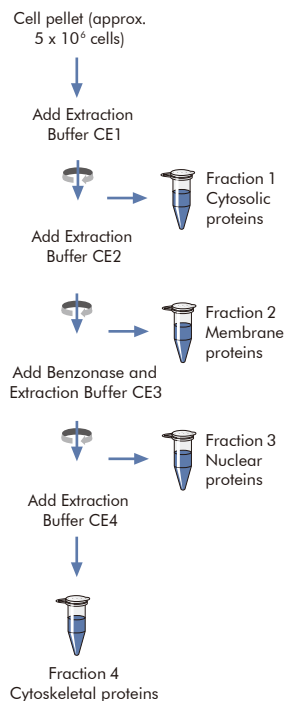 Cell pellet (approx.
5 x 10⁶ cells)
Add Extraction
Buffer CE1
Fraction 1
Cytosolic
proteins
Add Extraction
Buffer CE2
Fraction 2
Membrane
proteins
Add Benzonase and
Extraction Buffer CE3
Fraction 3
Nuclear
proteins
Add Extraction
Buffer CE4
Fraction 4
Cytoskeletal proteins